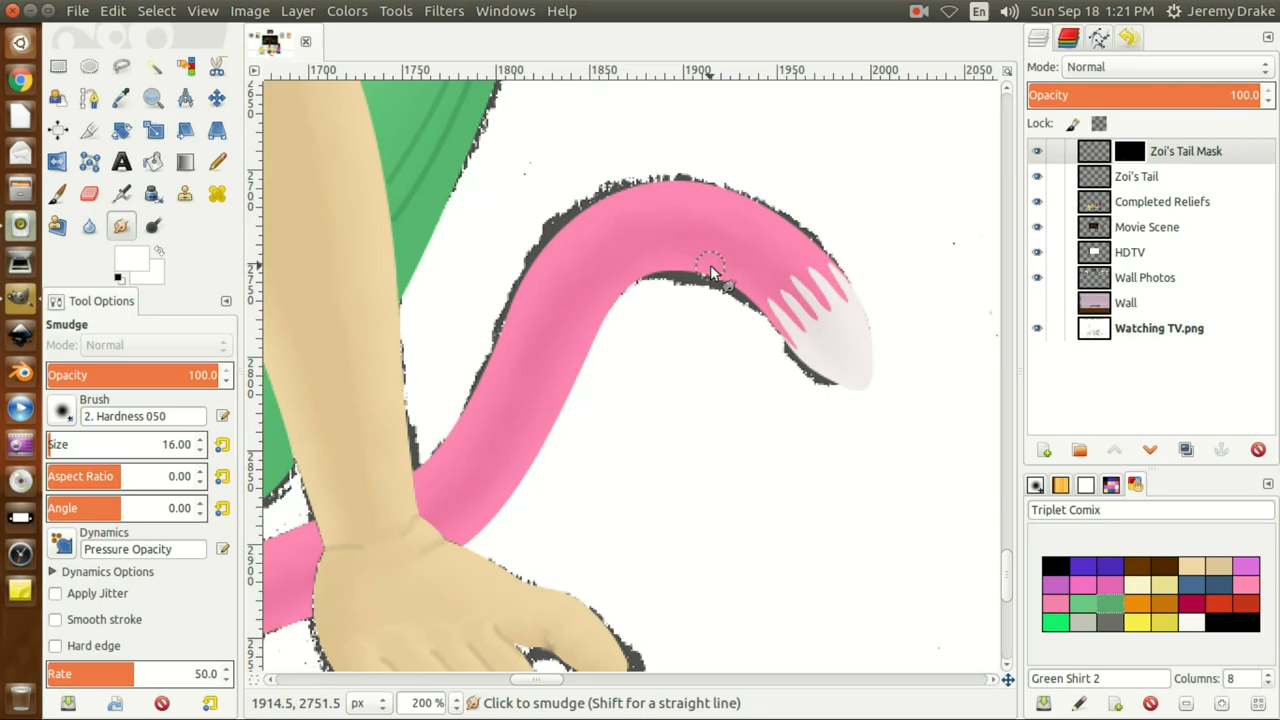 File Edit Select View Image Layer Colors Tools Filters Windows Help
En Sun Sep 18 1:21 PM Jeremy Drake
1700 1750 1800 1850 1900 1950 2000 2050
Tool Options
Smudge
Mode: Normal
Opacity 100.0
Brush
2. Hardness 050
Size 16.00
Aspect Ratio 0.00
Angle 0.00
Dynamics
Pressure Opacity
Dynamics Options
Apply Jitter
Smooth stroke
Hard edge
Rate 50.0
1914.5, 2751.5 px 200 % Click to smudge (Shift for a straight line)
Mode: Normal
Opacity 100.0
Lock:
Zoi's Tail Mask
Zoi's Tail
Completed Reliefs
Movie Scene
HDTV
Wall Photos
Wall
Watching TV.png
Triplet Comix
Green Shirt 2 Columns: 8